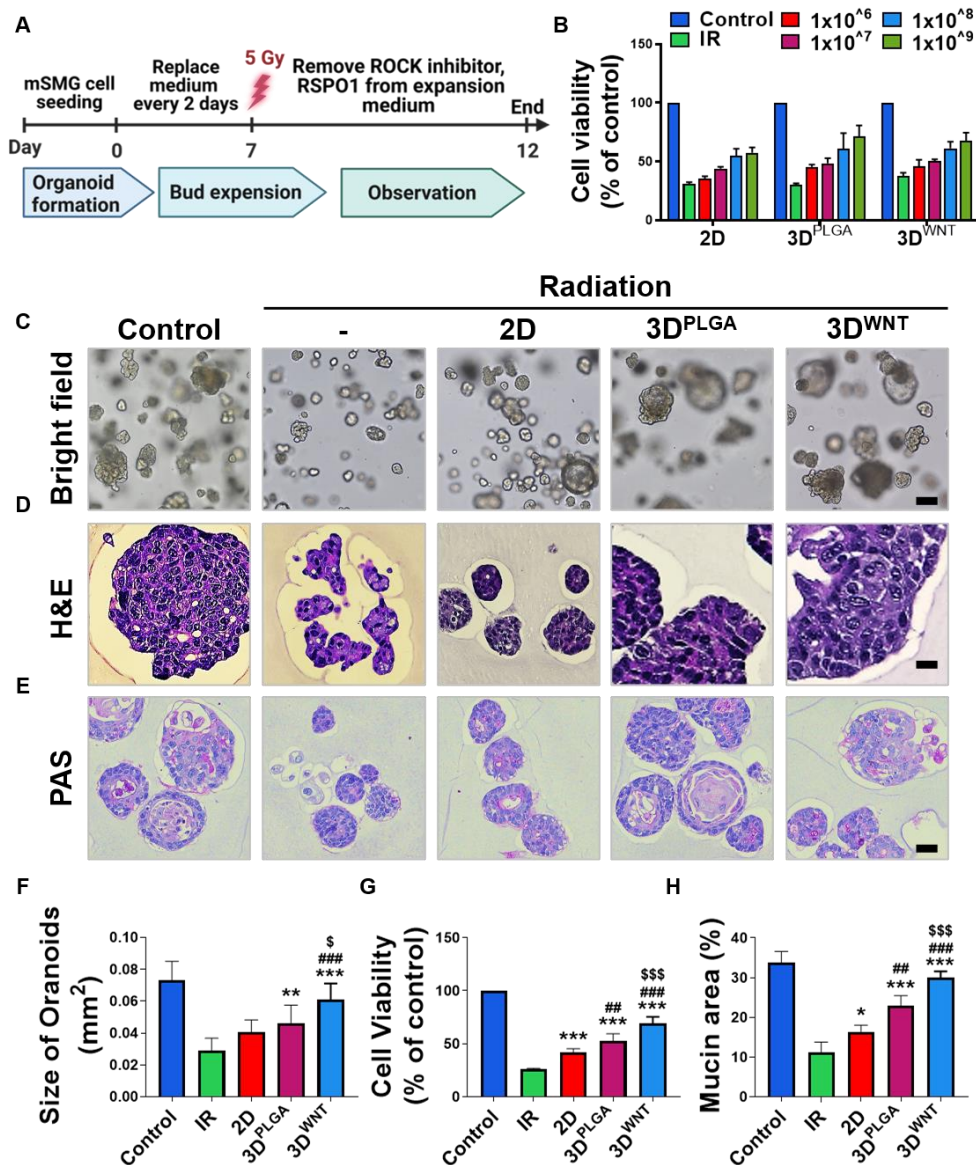 A
mSMG cell
seeding
Replace
medium
every 2 days
5 Gy
Remove ROCK inhibitor,
RSPO1 from expansion
medium
End
Day
0
7
12
Organoid
formation
Bud expension
Observation
B
Control
IR
1x10^6
1x10^7
1x10^8
1x10^9
Cell viability
(% of control)
150
100
50
0
2D
3DPLGA
3DWNT
Radiation
C
Control
-
2D
3DPLGA
3DWNT
Bright field
D
H&E
E
PAS
F
Size of Oranoids
(mm2)
0.10
0.08
0.06
0.04
0.02
0.00
**
$
###
***
Control
IR
2D
3DPLGA
3DWNT
G
Cell Viability
(% of control)
150
100
50
0
***
##
***
$$$
###
***
Control
IR
2D
3DPLGA
3DWNT
H
Mucin area (%)
40
30
20
10
0
*
##
***
$$$
###
***
Control
IR
2D
3DPLGA
3DWNT